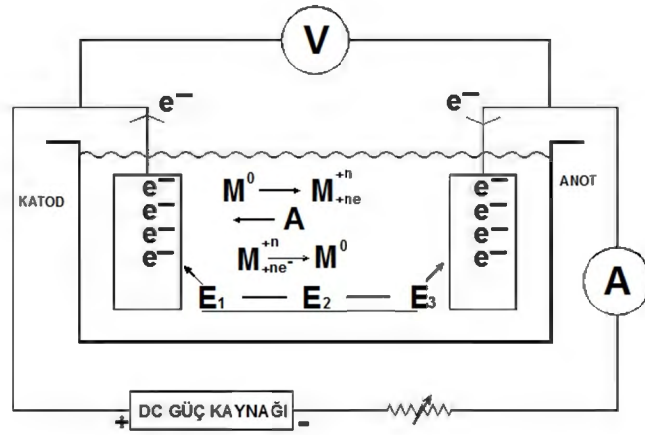 V
e⁻ e⁻
KATOD
ANOT
e⁻ e⁻
e⁻ e⁻
e⁻ e⁻
e⁻ e⁻
M⁰ → M⁺ⁿ₊ne
← A
M⁺ⁿ₊ne⁻ → M⁰
E₁ — E₂ — E₃
A
+ DC GÜÇ KAYNAĞI -